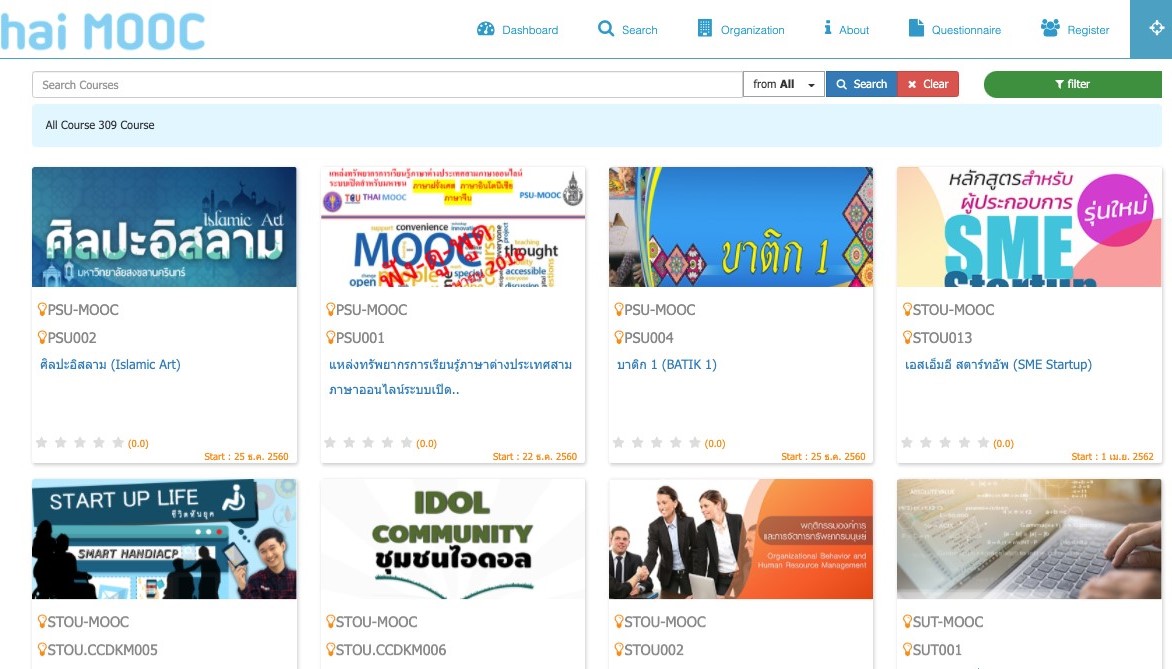 hai MOOC
Dashboard
Search
Organization
About
Questionnaire
Register
Search Courses
from All
Search
Clear
filter
All Course 309 Course
Islamic Art
ศิลปะอิสลาม
มหาวิทยาลัยสงขลานครินทร์
PSU-MOOC
PSU002
ศิลปะอิสลาม (Islamic Art)
(0.0)
Start : 25 ธ.ค. 2560
แหล่งทรัพยากรการเรียนรู้ภาษาต่างประเทศสามภาษาออนไลน์
ระบบเปิดสำหรับมหาชน ภาษาฝรั่งเศส ภาษาอินโดนีเซีย
ภาษาจีน
THAI MOOC
PSU-MOOC
support convenience
MOOC
thought
teaching
special
accessible
open
ฟัง-ดู-พูด
PSU-MOOC
PSU001
แหล่งทรัพยากรการเรียนรู้ภาษาต่างประเทศสาม
ภาษาออนไลน์ระบบเปิด..
(0.0)
Start : 22 ธ.ค. 2560
บาติก 1
PSU-MOOC
PSU004
บาติก 1 (BATIK 1)
(0.0)
Start : 25 ธ.ค. 2560
หลักสูตรสำหรับ
ผู้ประกอบการ
รุ่นใหม่
SME
Startup
STOU-MOOC
STOU013
เอสเอ็มอี สตาร์ทอัพ (SME Startup)
(0.0)
Start : 1 เม.ย. 2562
START UP LIFE
ชีวิตพันยุค
SMART HANDIACP
STOU-MOOC
STOU.CCDKM005
IDOL
COMMUNITY
ชุมชนไอดอล
STOU-MOOC
STOU.CCDKM006
พฤติกรรมองค์การ
และการจัดการทรัพยากรมนุษย์
Organizational Behavior and
Human Resource Management
STOU-MOOC
STOU002
ABSOLUTE VALUE
SUT-MOOC
SUT001